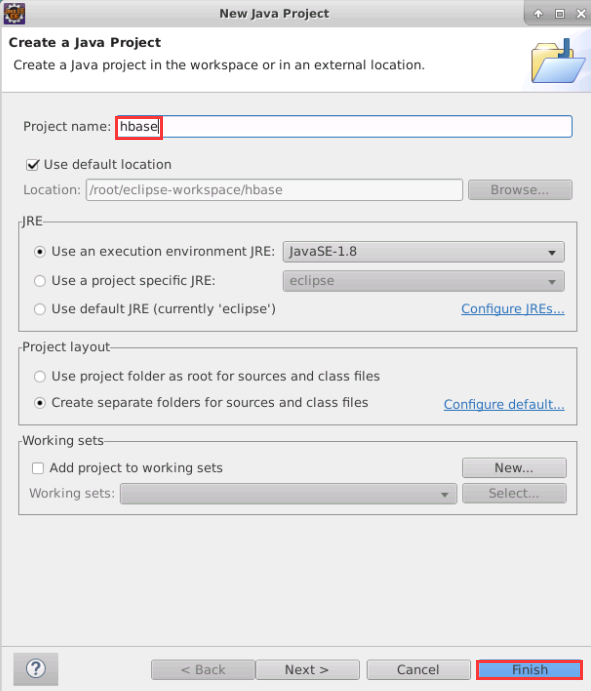 New Java Project
Create a Java Project
Create a Java project in the workspace or in an external location.
Project name: hbase
Use default location
Location: /root/eclipse-workspace/hbase Browse...
JRE
Use an execution environment JRE: JavaSE-1.8
Use a project specific JRE: eclipse
Use default JRE (currently 'eclipse') Configure JREs...
Project layout
Use project folder as root for sources and class files
Create separate folders for sources and class files Configure default...
Working sets
Add project to working sets New...
Working sets: Select...
? < Back Next > Cancel Finish